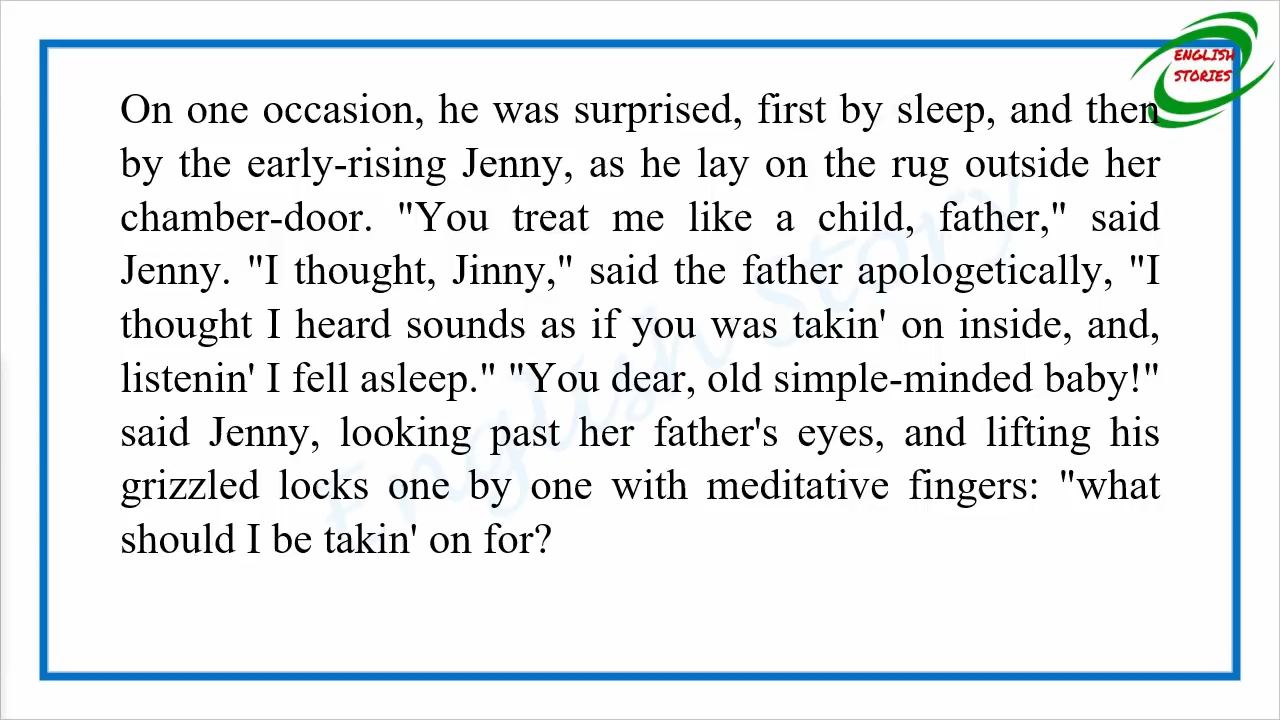 ENGLISH
STORIES
On one occasion, he was surprised, first by sleep, and then
by the early-rising Jenny, as he lay on the rug outside her
chamber-door. "You treat me like a child, father," said
Jenny. "I thought, Jinny," said the father apologetically, "I
thought I heard sounds as if you was takin' on inside, and,
listenin' I fell asleep." "You dear, old simple-minded baby!"
said Jenny, looking past her father's eyes, and lifting his
grizzled locks one by one with meditative fingers: "what
should I be takin' on for?
English Story